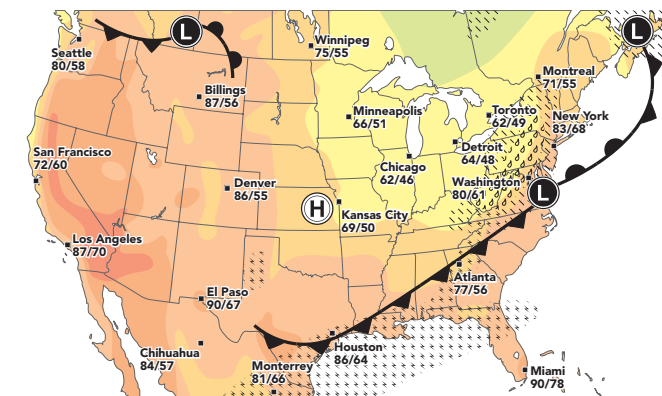 L
L
Winnipeg
75/55
Seattle
80/58
Montreal
71/55
Billings
87/56
Minneapolis
66/51
Toronto
62/49
New York
83/68
Detroit
64/48
San Francisco
72/60
Chicago
62/46
Denver
86/55
Washington
80/61
L
H
Kansas City
69/50
Los Angeles
87/70
Atlanta
77/56
El Paso
90/67
Houston
86/64
Chihuahua
84/57
Monterrey
81/66
Miami
90/78